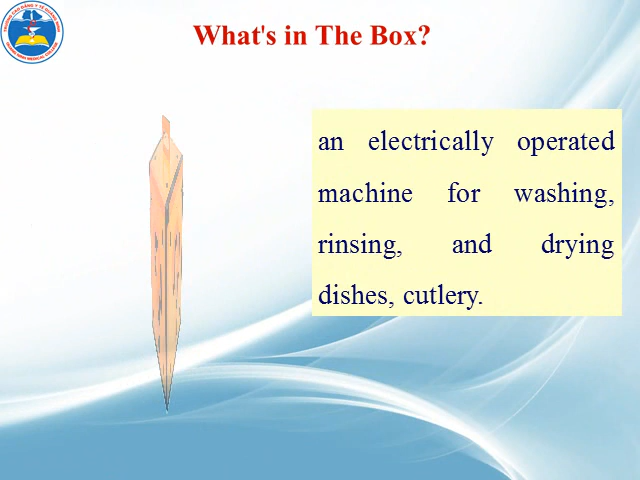 What's in The Box?
an electrically operated
machine for washing,
rinsing, and drying
dishes, cutlery.